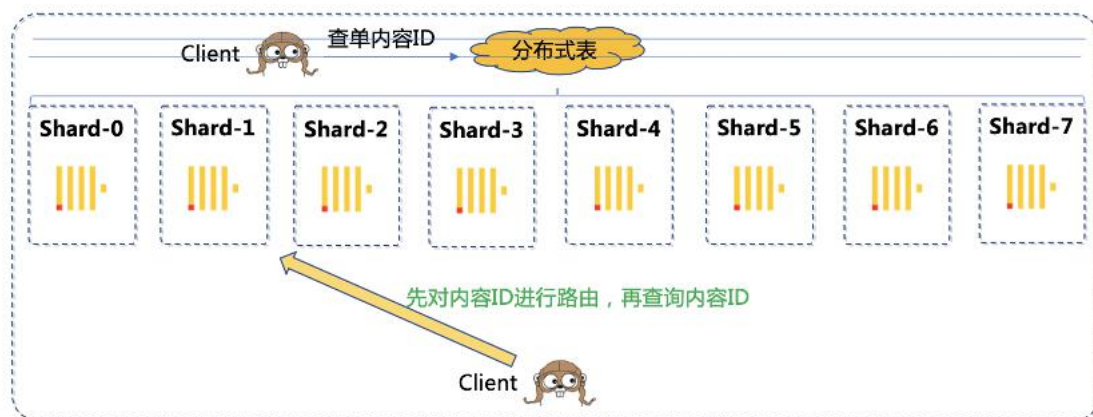 Client 查单内容ID 分布式表
Shard-0 Shard-1 Shard-2 Shard-3 Shard-4 Shard-5 Shard-6 Shard-7
先对内容ID进行路由，再查询内容ID
Client